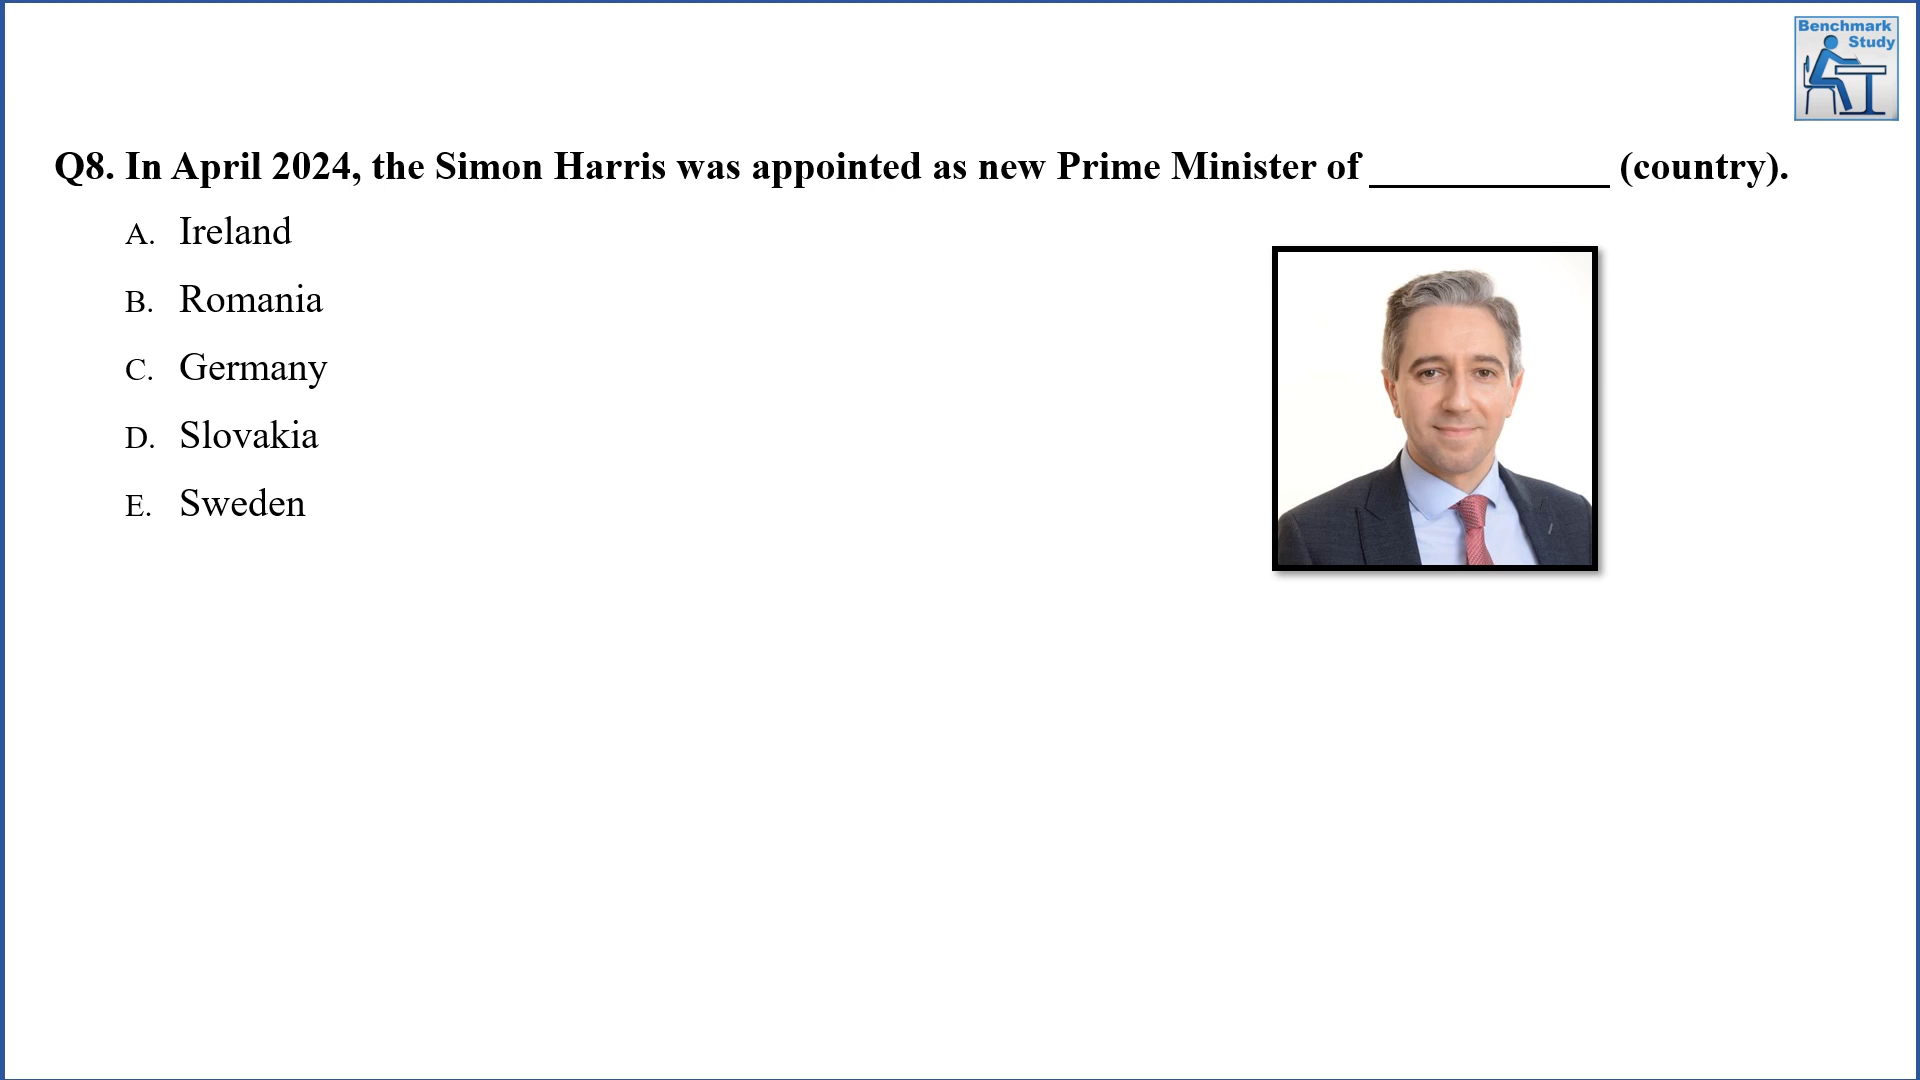 Benchmark
Study
Q8. In April 2024, the Simon Harris was appointed as new Prime Minister of ____________ (country).
A. Ireland
B. Romania
C. Germany
D. Slovakia
E. Sweden